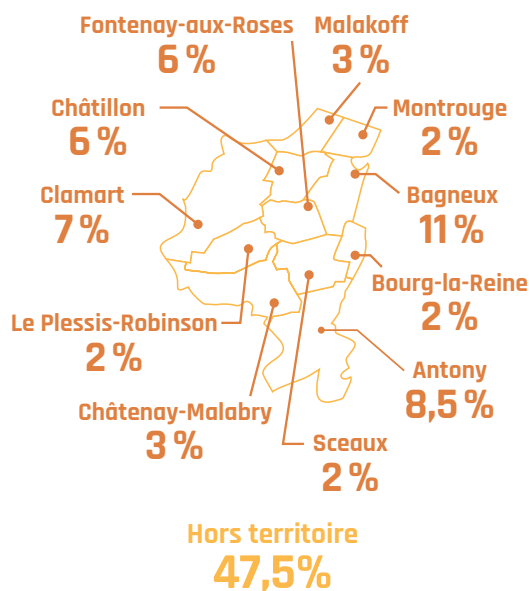 Fontenay-aux-Roses
6 %
Malakoff
3 %
Châtillon
6 %
Montrouge
2 %
Clamart
7 %
Bagneux
11 %
Bourg-la-Reine
2 %
Le Plessis-Robinson
2 %
Antony
8,5 %
Châtenay-Malabry
3 %
Sceaux
2 %
Hors territoire
47,5%